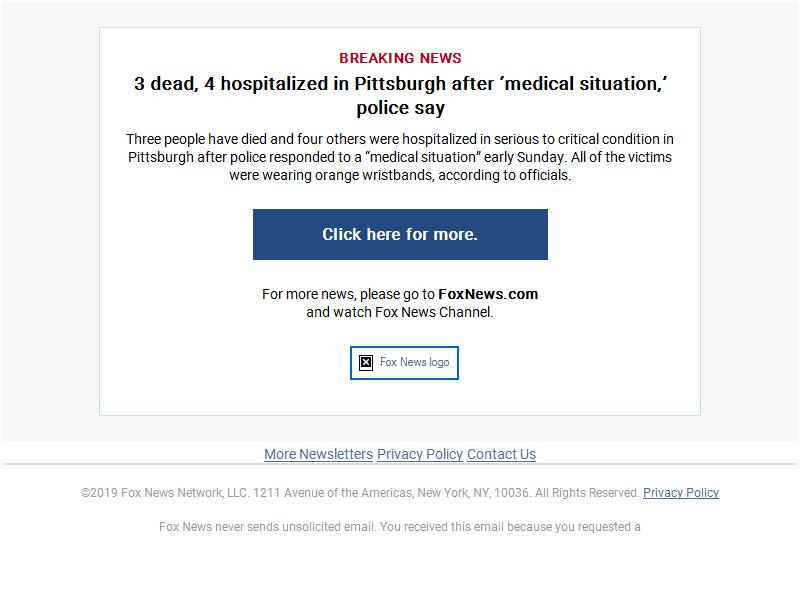 BREAKING NEWS
3 dead, 4 hospitalized in Pittsburgh after ‘medical situation,’
police say
Three people have died and four others were hospitalized in serious to critical condition in
Pittsburgh after police responded to a “medical situation” early Sunday. All of the victims
were wearing orange wristbands, according to officials.
Click here for more.
For more news, please go to FoxNews.com
and watch Fox News Channel.
Fox News logo
More Newsletters Privacy Policy Contact Us
©2019 Fox News Network, LLC. 1211 Avenue of the Americas, New York, NY, 10036. All Rights Reserved. Privacy Policy
Fox News never sends unsolicited email. You received this email because you requested a